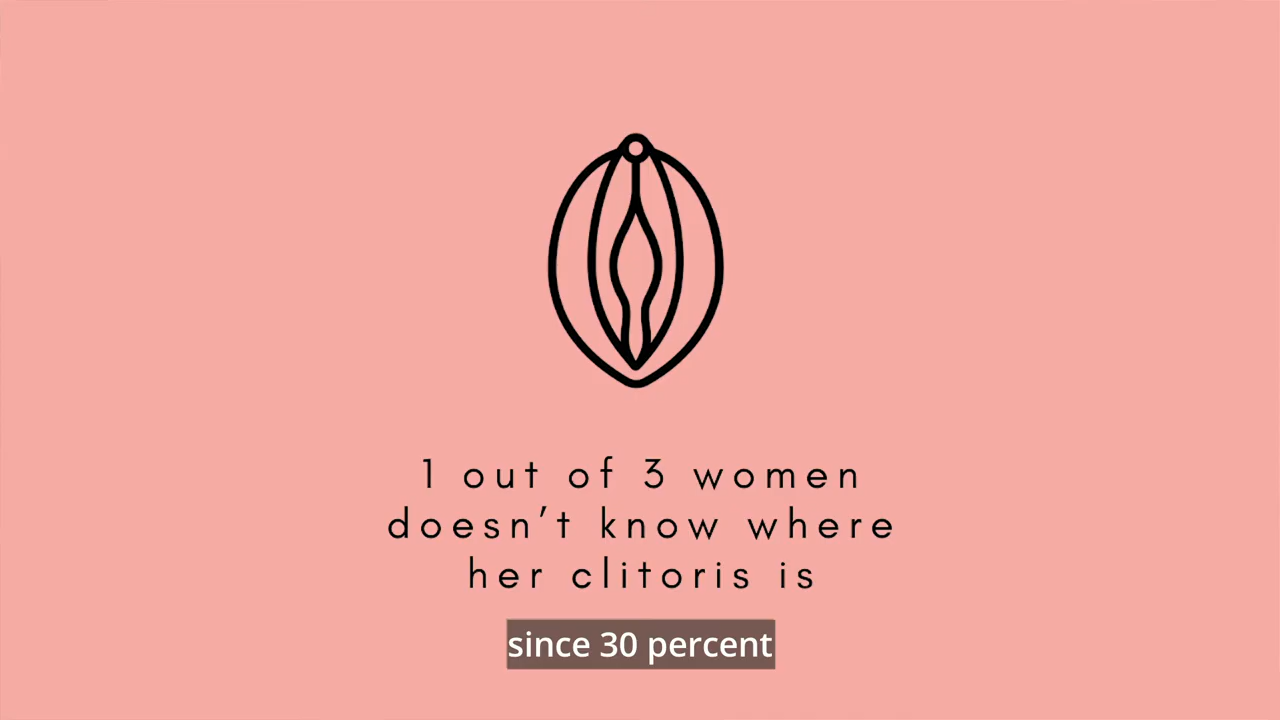 1 out of 3 women
doesn’t know where
her clitoris is
since 30 percent